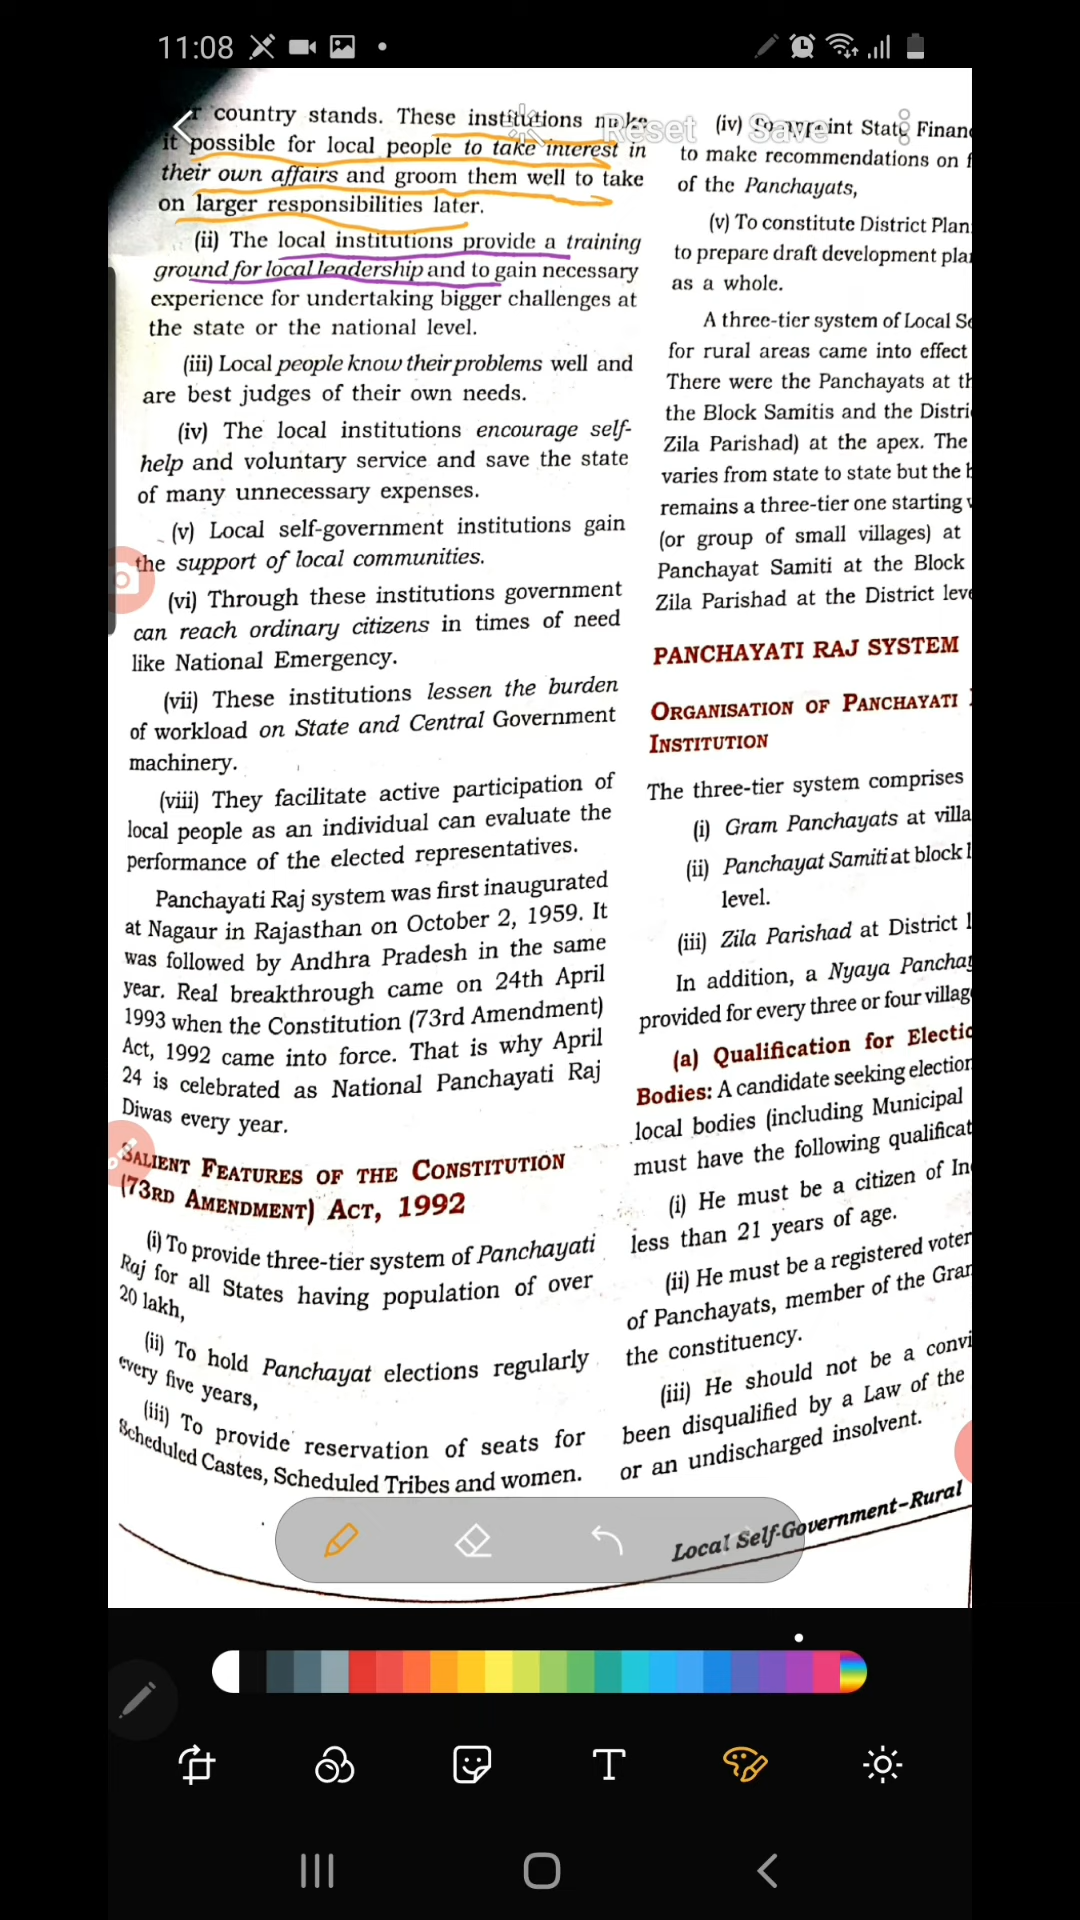 11:08
Reset
Save
country stands. These institutions make
it possible for local people to take interest in
their own affairs and groom them well to take
on larger responsibilities later.
(ii) The local institutions provide a training
ground for local leadership and to gain necessary
experience for undertaking bigger challenges at
the state or the national level.
(iii) Local people know their problems well and
are best judges of their own needs.
(iv) The local institutions encourage self-
help and voluntary service and save the state
of many unnecessary expenses.
(v) Local self-government institutions gain
the support of local communities.
(vi) Through these institutions government
can reach ordinary citizens in times of need
like National Emergency.
(vii) These institutions lessen the burden
of workload on State and Central Government
machinery.
(viii) They facilitate active participation of
local people as an individual can evaluate the
performance of the elected representatives.
Panchayati Raj system was first inaugurated
at Nagaur in Rajasthan on October 2, 1959. It
was followed by Andhra Pradesh in the same
year. Real breakthrough came on 24th April
1993 when the Constitution (73rd Amendment)
Act, 1992 came into force. That is why April
24 is celebrated as National Panchayati Raj
Diwas every year.
SALIENT FEATURES OF THE CONSTITUTION
(73RD AMENDMENT) ACT, 1992
(i) To provide three-tier system of Panchayati
Raj for all States having population of over
20 lakh,
(ii) To hold Panchayat elections regularly
every five years,
(iii) To provide reservation of seats for
Scheduled Castes, Scheduled Tribes and women.
(iv) To appoint State
to make recommendations on
of the Panchayats,
(v) To constitute District
to prepare draft development
as a whole.
A three-tier system of Local
for rural areas came into effect
There were the Panchayats at
the Block Samitis and the
Zila Parishad) at the apex. The
varies from state to state but the
remains a three-tier one starting
(or group of small villages) at
Panchayat Samiti at the Block
Zila Parishad at the District
PANCHAYATI RAJ SYSTEM
ORGANISATION OF PANCHAYATI
INSTITUTION
The three-tier system comprises
(i) Gram Panchayats at
(ii) Panchayat Samiti at block
level.
(iii) Zila Parishad at District
In addition, a Nyaya
provided for every three or four
(a) Qualification for
Bodies: A candidate seeking
local bodies (including Municipal
must have the following
(i) He must be a citizen of
less than 21 years of age.
(ii) He must be a registered
of Panchayats, member of the
the constituency.
(iii) He should not be a
been disqualified by a Law of the
or an undischarged insolvent.
Local Self-Government–Rural
T